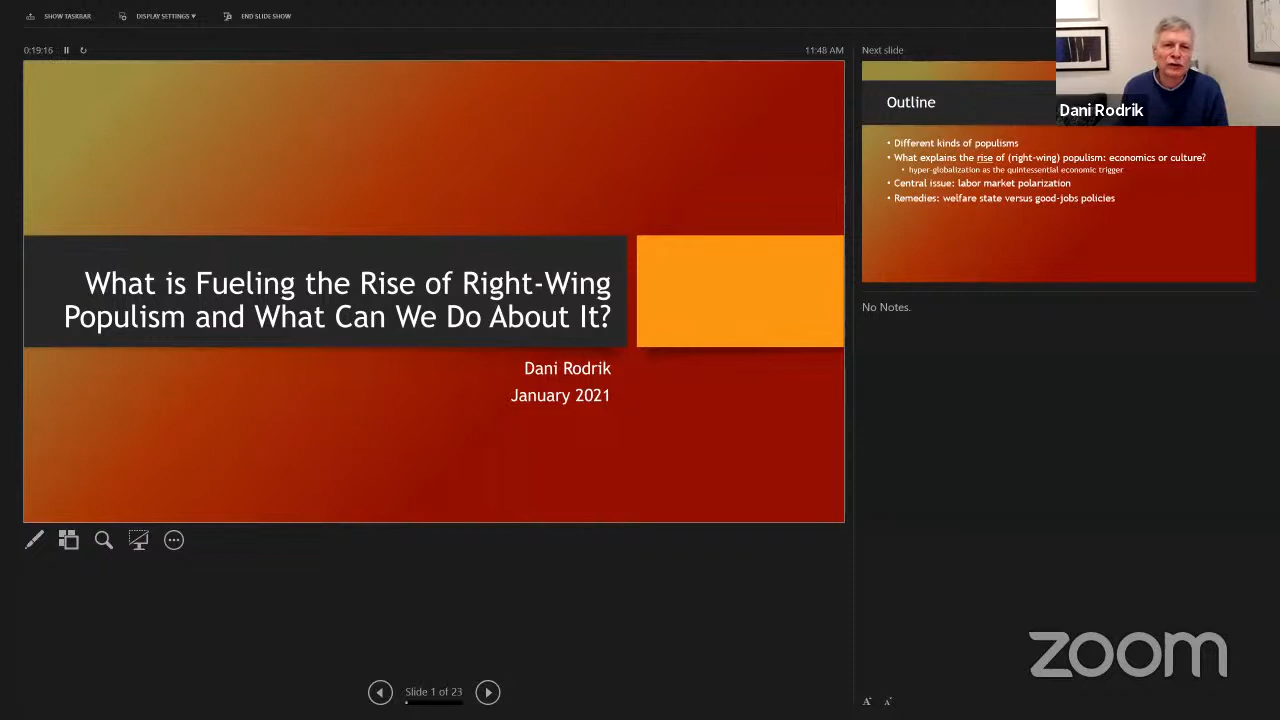 SHOW TASKBAR
DISPLAY SETTINGS ▾
END SLIDE SHOW
0:19:16
11:48 AM
What is Fueling the Rise of Right-Wing
Populism and What Can We Do About It?
Dani Rodrik
January 2021
Slide 1 of 23
Next slide
Outline
• Different kinds of populisms
• What explains the rise of (right-wing) populism: economics or culture?
• hyper-globalization as the quintessential economic trigger
• Central issue: labor market polarization
• Remedies: welfare state versus good-jobs policies
No Notes.
Dani Rodrik
zoom
A
A